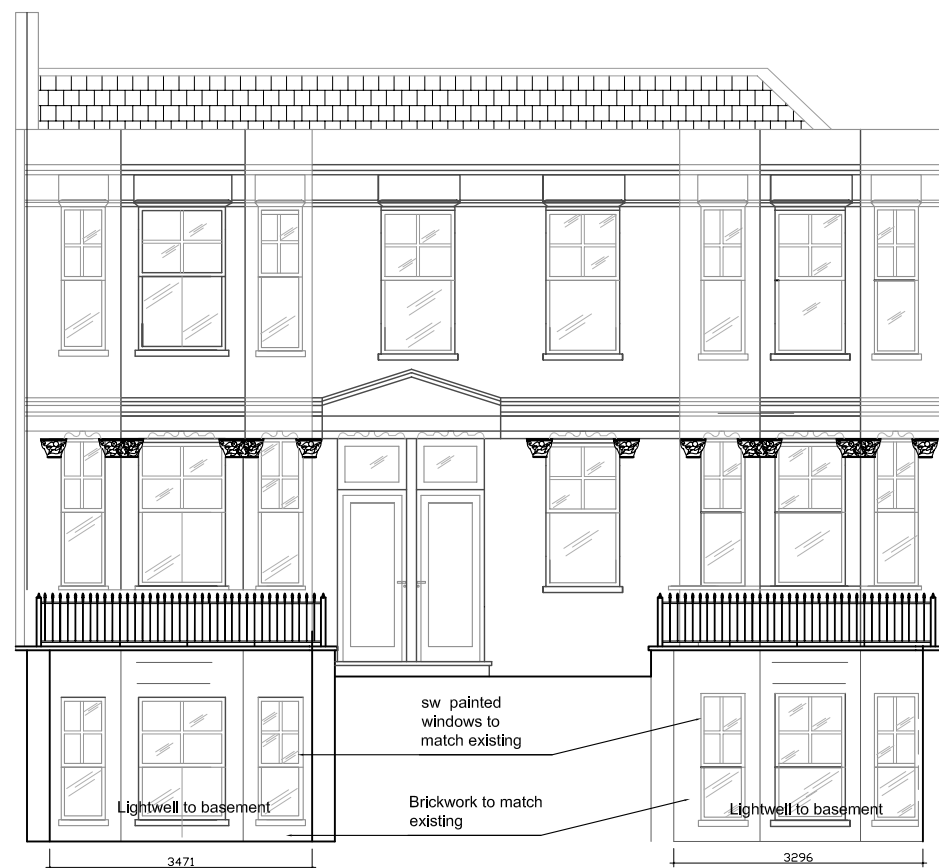 sw painted
windows to
match existing
Lightwell to basement
Brickwork to match
existing
Lightwell to basement
3471
3296